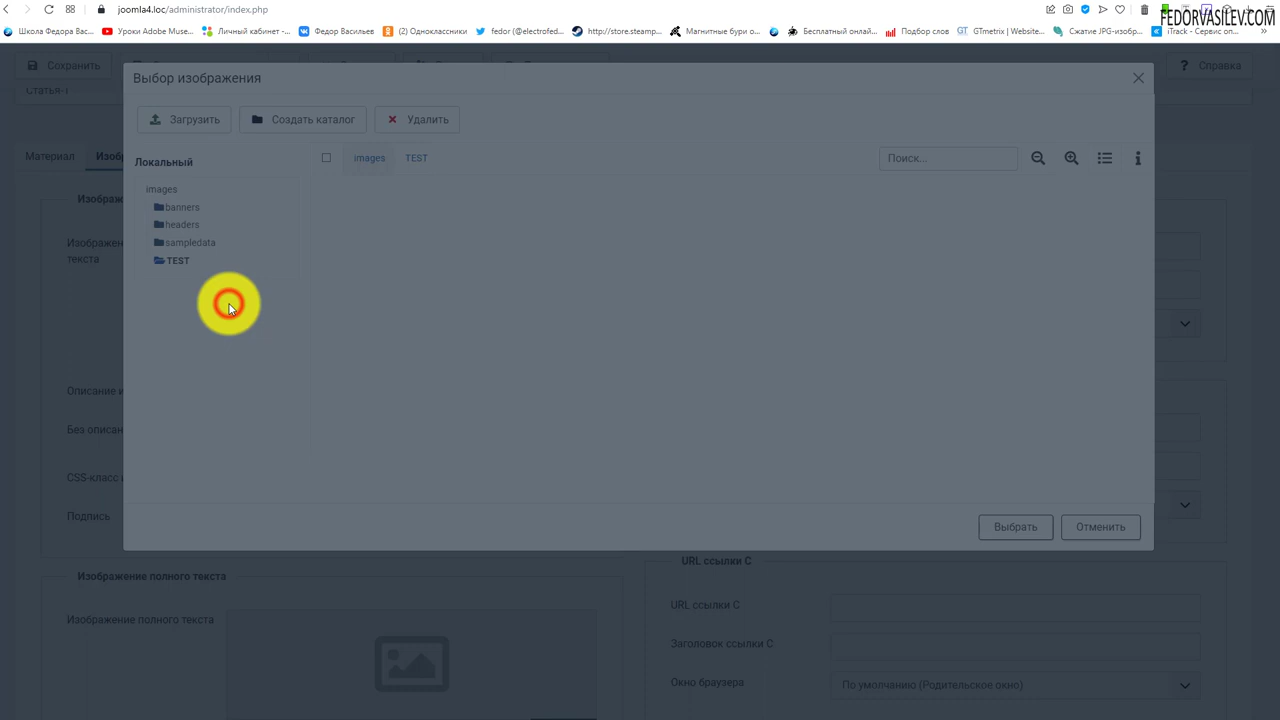 joomla4.loc/administrator/index.php
FEDORVASILEV.COM
Школа Федора Вас...
Уроки Adobe Muse...
Личный кабинет -...
Федор Васильев
(2) Одноклассники
fedor (@electrofed...
http://store.steamp...
Магнитные бури о...
Бесплатный онлай...
Подбор слов
GTmetrix | Website...
Сжатие JPG-изобр...
iTrack - Сервис оп...
Сохранить
Справка
Статья-1
Выбор изображения
Загрузить
Создать каталог
Удалить
Материал
Изобр
Локальный
images
TEST
Поиск...
images
banners
headers
sampledata
TEST
Изображ
Изображен
текста
Описание и
Без описан
CSS-класс и
Подпись
Выбрать
Отменить
Изображение полного текста
Изображение полного текста
URL ссылки C
URL ссылки C
Заголовок ссылки C
Окно браузера
По умолчанию (Родительское окно)